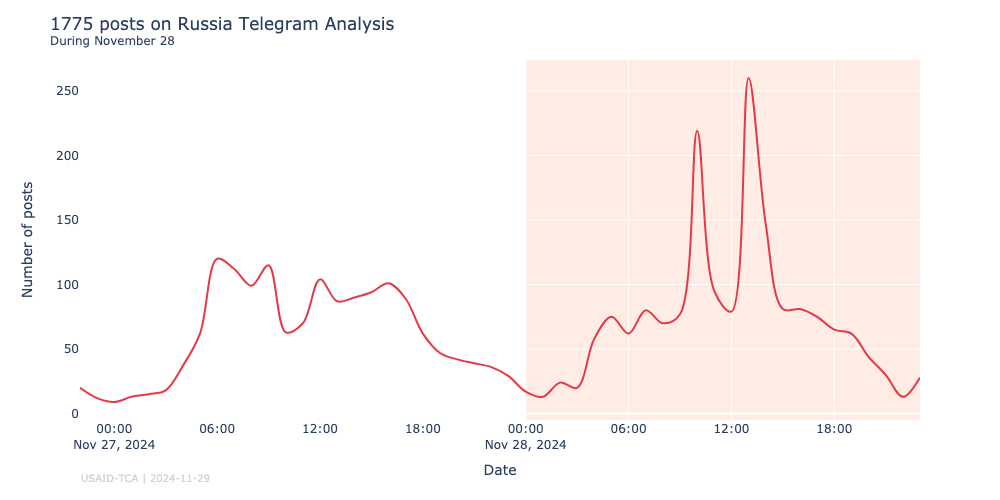 1775 posts on Russia Telegram Analysis
During November 28
Number of posts
250
200
150
100
50
0
00:00 06:00 12:00 18:00 00:00 06:00 12:00 18:00
Nov 27, 2024 Nov 28, 2024
Date
USAID-TCA | 2024-11-29